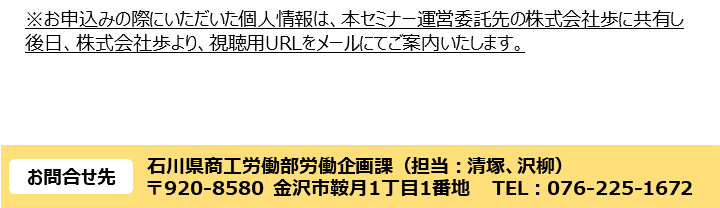 ※お申込みの際にいただいた個人情報は、本セミナー運営委託先の株式会社歩に共有し
後日、株式会社歩より、視聴用URLをメールにてご案内いたします。
お問合せ先
石川県商工労働部労働企画課（担当：清塚、沢柳）
〒920-8580 金沢市鞍月1丁目1番地 TEL：076-225-1672